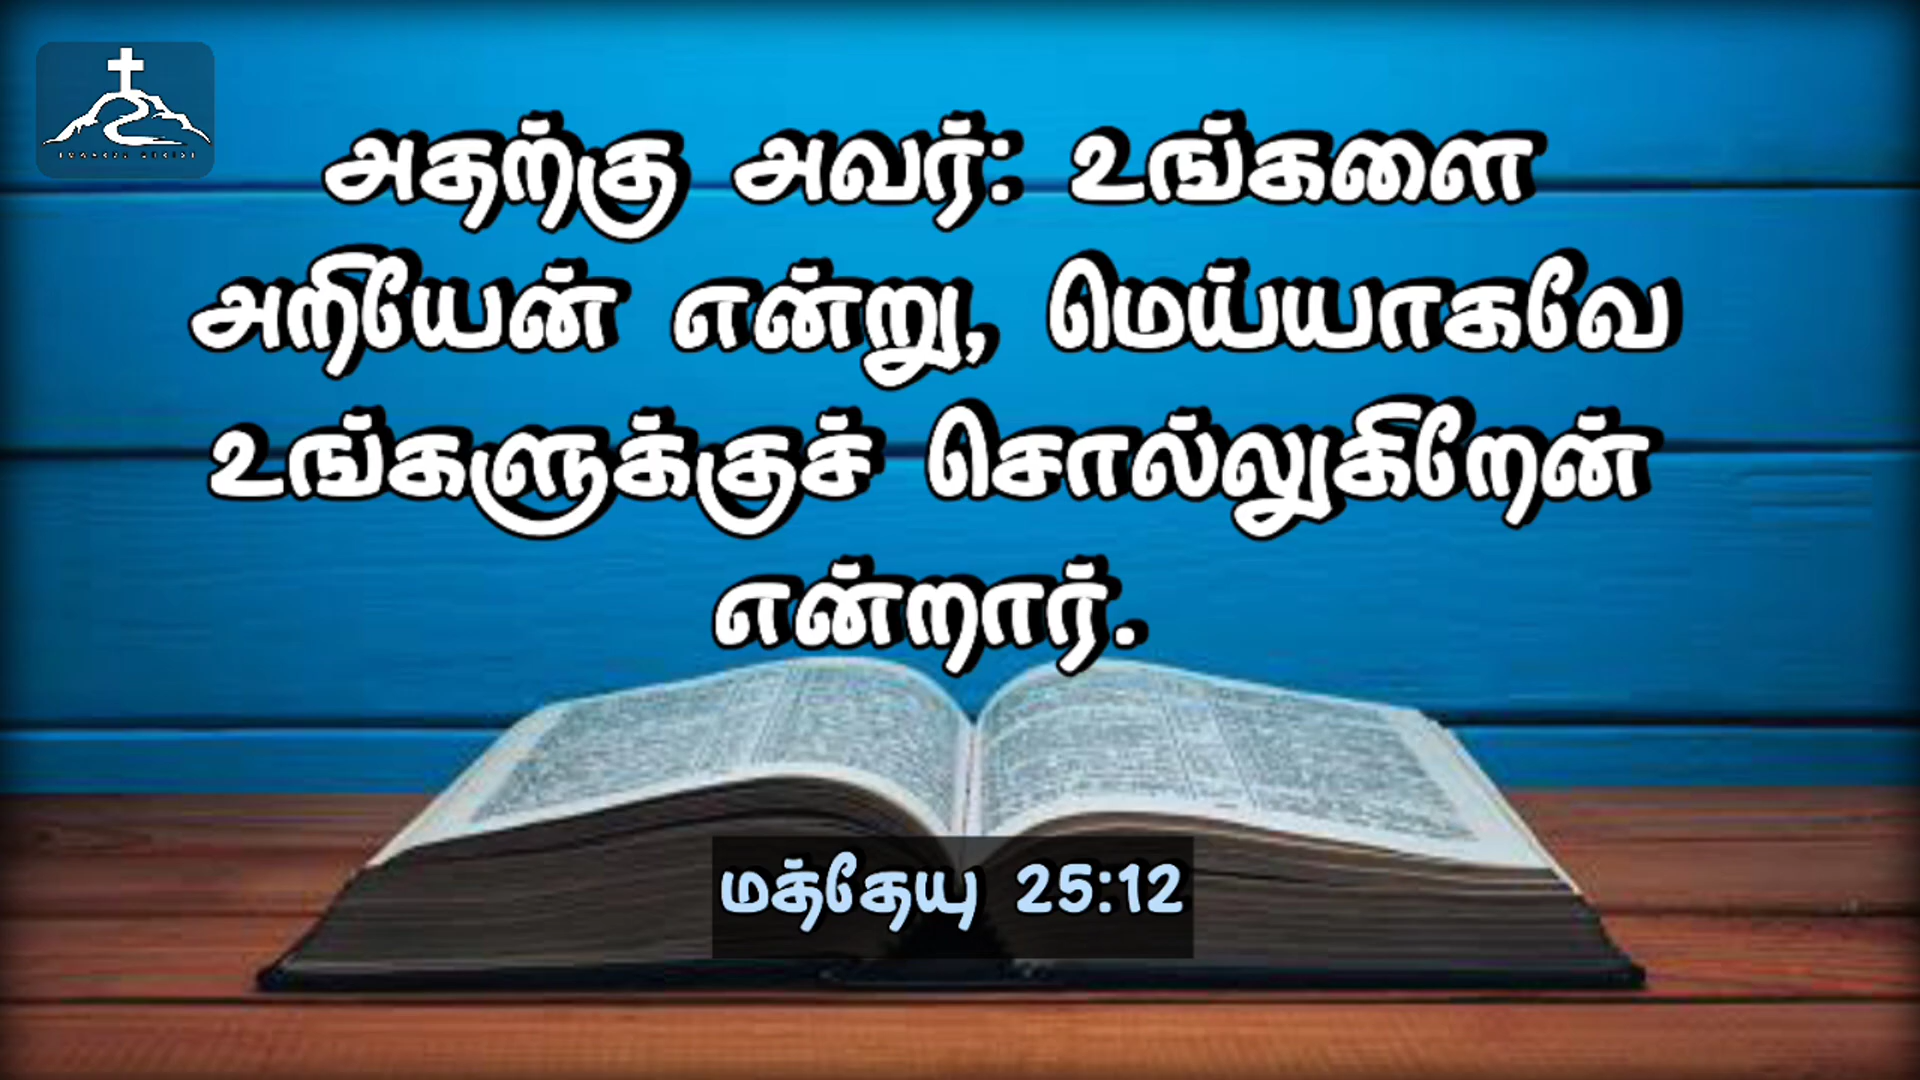 அதற்கு அவர்: உங்களை
அறியேன் என்று, மெய்யாகவே
உங்களுக்குச் சொல்லுகிறேன்
என்றார்.
மத்தேயு 25:12